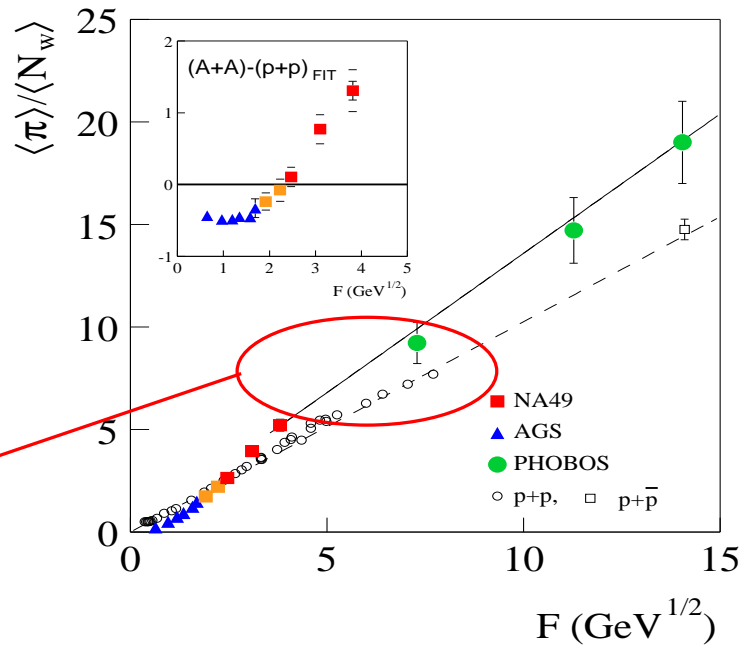 ⟨π⟩/⟨N_w⟩
25
20
15
10
5
0
(A+A)-(p+p) FIT
2
1
0
-1
0 1 2 3 4 5
F (GeV^1/2)
NA49
AGS
PHOBOS
p+p, p+p̅
0 5 10 15
F (GeV^1/2)